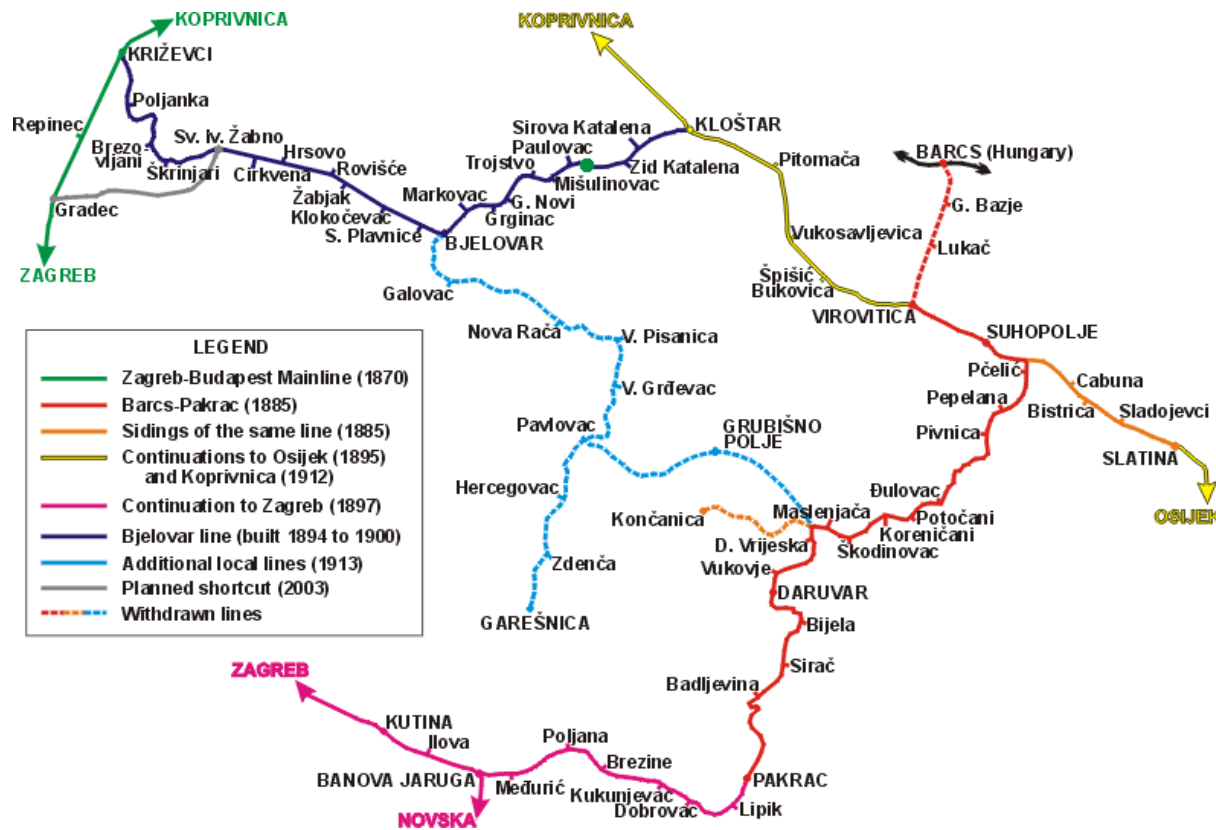 KOPRIVNICA
KOPRIVNICA
KRIŽEVCI
Poljanka
Repinec
Brezo-
vljani
Sv. iv. Žabno
Škrinjari
Cirkvena
Hrsovo
Rovišće
Žabjak
Klokočevac
S. Plavnice
Gradec
ZAGREB
Markovac
Trojstvo
Paulovac
Sirova Katalena
KLOŠTAR
Zid Katalena
Mišulinovac
G. Novi
Grginac
BJELOVAR
Pitomača
BARCS (Hungary)
G. Bazje
Lukač
Vukosavljevica
Špišić
Bukovica
VIROVITICA
SUHOPOLJE
Galovac
Nova Rača
V. Pisanica
V. Grđevac
Pavlovac
Hercegovac
Zdenča
GAREŠNICA
GRUBIŠNO
POLJE
Končanica
Pčelić
Pepelana
Pivnica
Cabuna
Bistrica
Sladojevci
SLATINA
OSIJEK
Đulovac
Potočani
Koreničani
Maslenjača
Škodinovac
D. Vrijeska
Vukovje
DARUVAR
Bijela
Sirač
Badljevina
PAKRAC
Lipik
Dobrovac
Kukunjevac
Brezine
Poljana
Međurić
BANOVA JARUGA
Ilova
KUTINA
ZAGREB
NOVSKA
LEGEND
Zagreb-Budapest Mainline (1870)
Barcs-Pakrac (1885)
Sidings of the same line (1885)
Continuations to Osijek (1895)
and Koprivnica (1912)
Continuation to Zagreb (1897)
Bjelovar line (built 1894 to 1900)
Additional local lines (1913)
Planned shortcut (2003)
Withdrawn lines